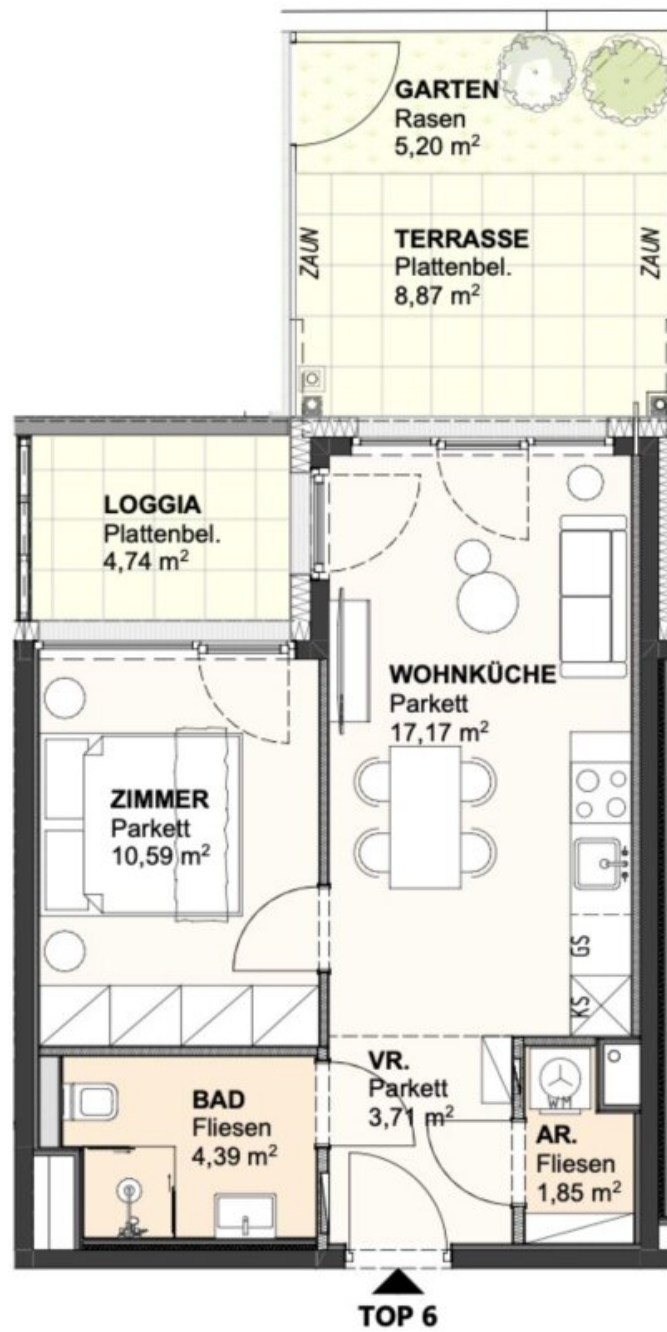 GARTEN
Rasen
5,20 m²
ZAUN
TERRASSE
Plattenbel.
8,87 m²
ZAUN
LOGGIA
Plattenbel.
4,74 m²
WOHNKÜCHE
Parkett
17,17 m²
ZIMMER
Parkett
10,59 m²
GS
KS
VR.
Parkett
3,71 m²
WM
BAD
Fliesen
4,39 m²
AR.
Fliesen
1,85 m²
TOP 6